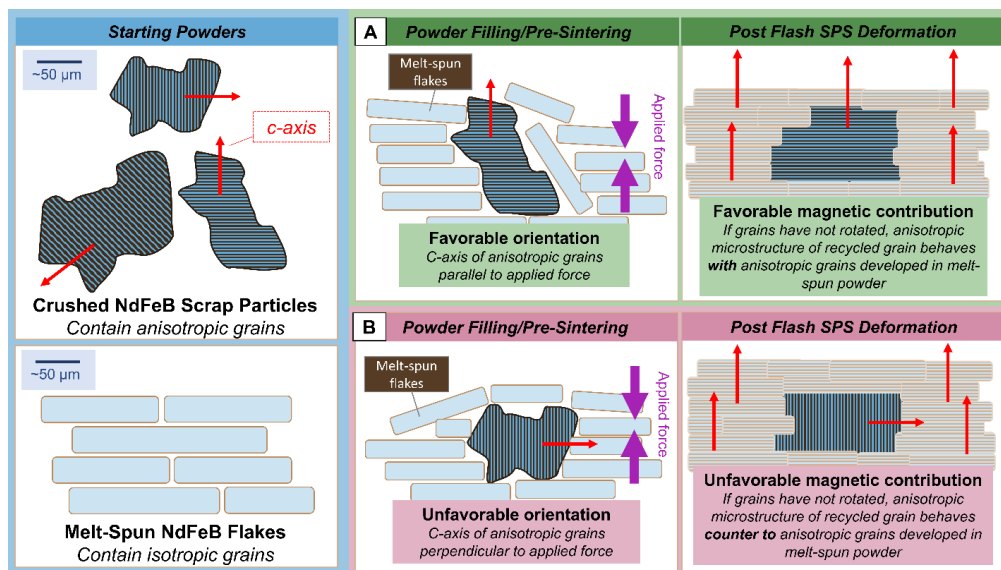 Starting Powders
~50 µm
c-axis
Crushed NdFeB Scrap Particles
Contain anisotropic grains
~50 µm
Melt-Spun NdFeB Flakes
Contain isotropic grains
A
Powder Filling/Pre-Sintering
Melt-spun
flakes
Applied force
Favorable orientation
C-axis of anisotropic grains
parallel to applied force
Post Flash SPS Deformation
Favorable magnetic contribution
If grains have not rotated, anisotropic
microstructure of recycled grain behaves
with anisotropic grains developed in melt-
spun powder
B
Powder Filling/Pre-Sintering
Melt-spun
flakes
Applied force
Unfavorable orientation
C-axis of anisotropic grains
perpendicular to applied force
Post Flash SPS Deformation
Unfavorable magnetic contribution
If grains have not rotated, anisotropic
microstructure of recycled grain behaves
counter to anisotropic grains developed in
melt-spun powder